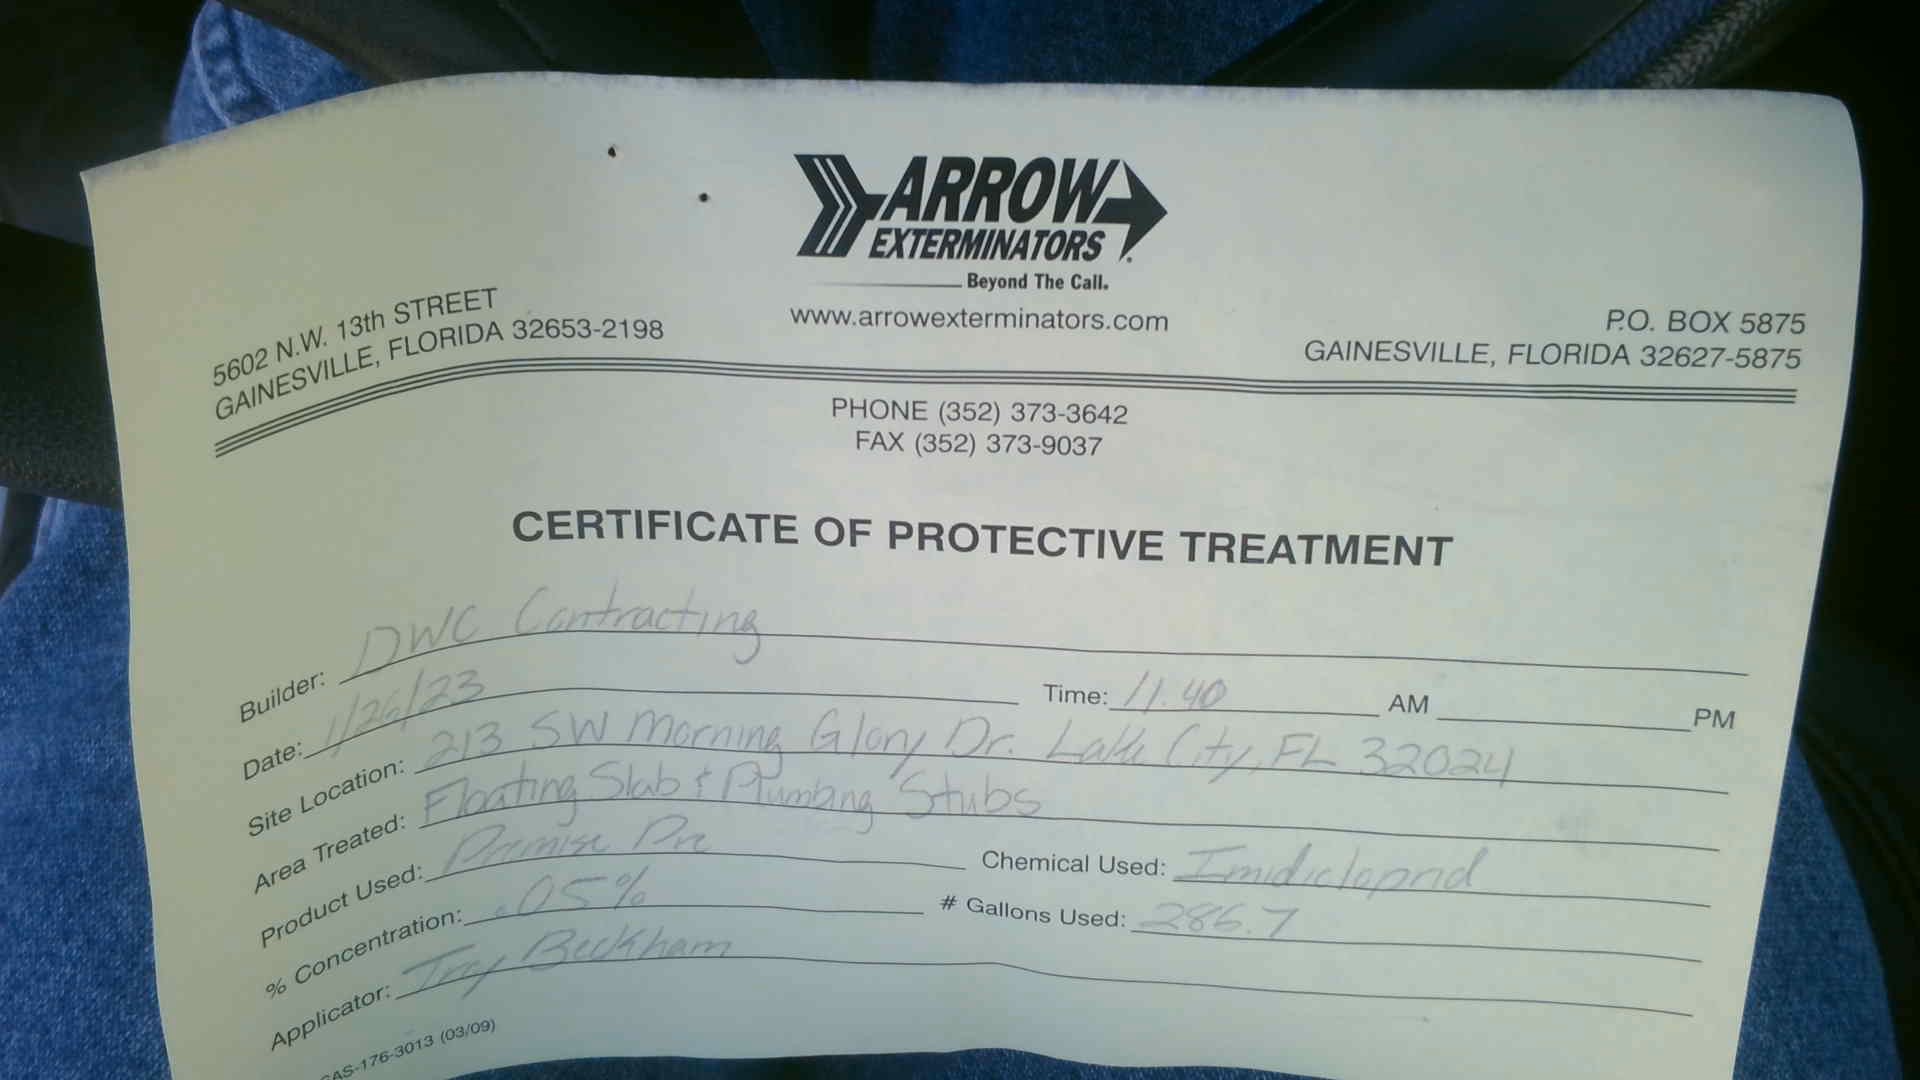 ARROW
EXTERMINATORS
Beyond The Call.
www.arrowexterminators.com
5602 N.W. 13th STREET
GAINESVILLE, FLORIDA 32653-2198
P.O. BOX 5875
GAINESVILLE, FLORIDA 32627-5875
PHONE (352) 373-3642
FAX (352) 373-9037
CERTIFICATE OF PROTECTIVE TREATMENT
Builder: DWC Contracting
Date: 1/26/23 Time: 11:40 AM PM
Site Location: 213 SW Morning Glory Dr. Lake City, FL 32024
Area Treated: Floating Slab & Plumbing Stubs
Product Used: Premise Pre Chemical Used: Imidicloprid
% Concentration: .05% # Gallons Used: 286.7
Applicator: Troy Beckham
CAS-176-3013 (03/09)